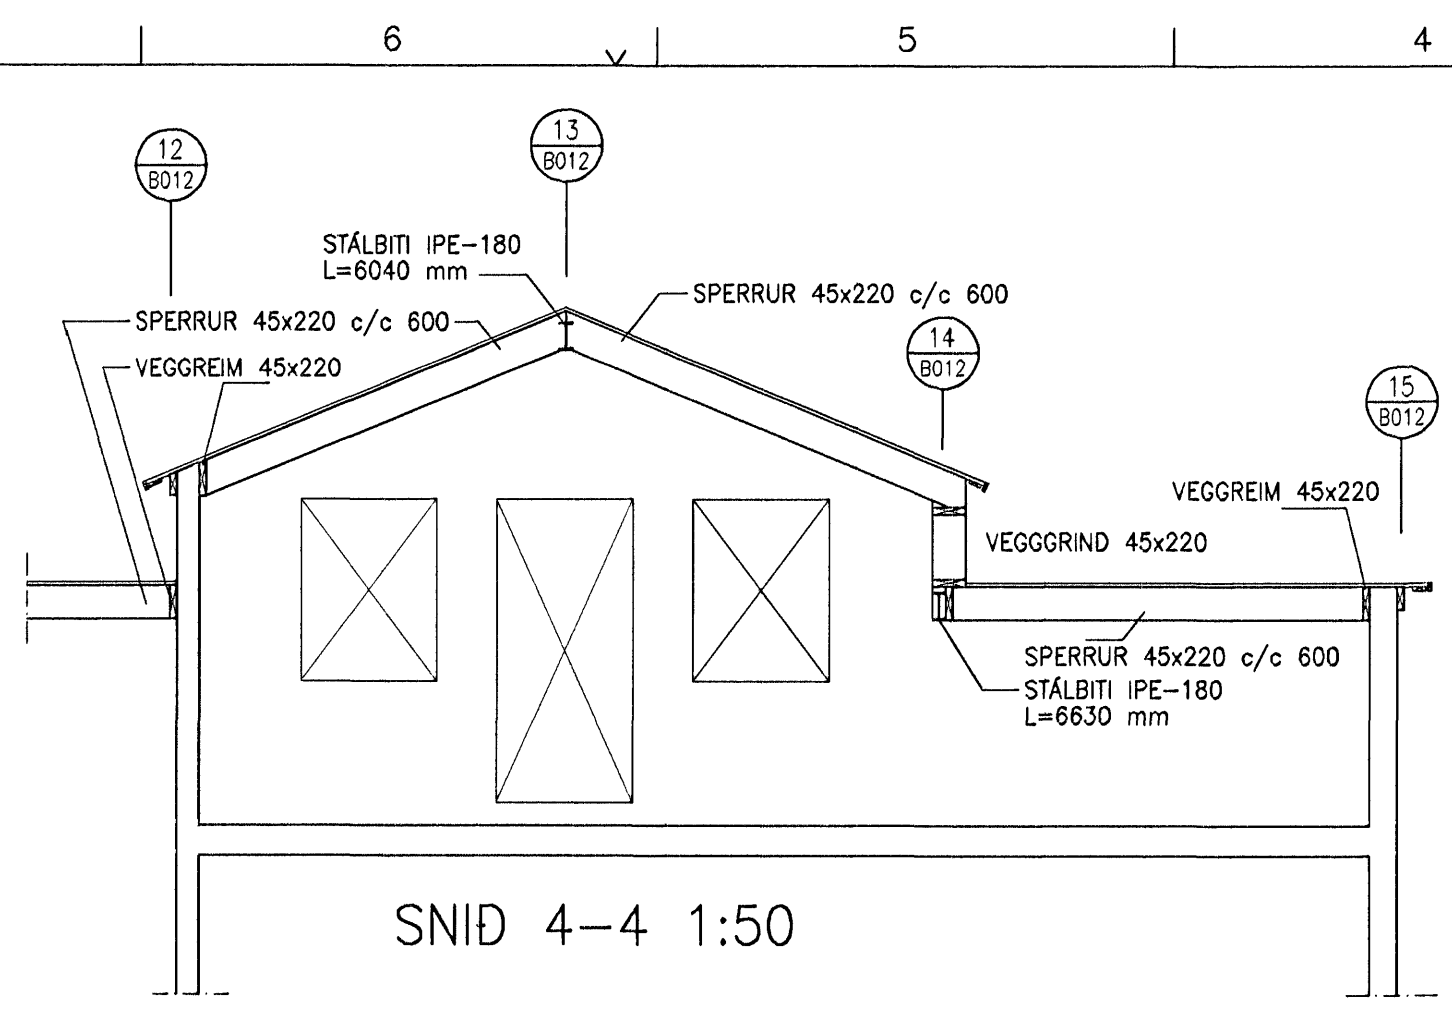 6 5 4
12
B012
13
B012
STÁLBITI IPE-180
L=6040 mm
SPERRUR 45x220 c/c 600
SPERRUR 45x220 c/c 600
VEGGREIM 45x220
14
B012
15
B012
VEGGREIM 45x220
VEGGGRIND 45x220
SPERRUR 45x220 c/c 600
STÁLBITI IPE-180
L=6630 mm
SNIÐ 4-4 1:50